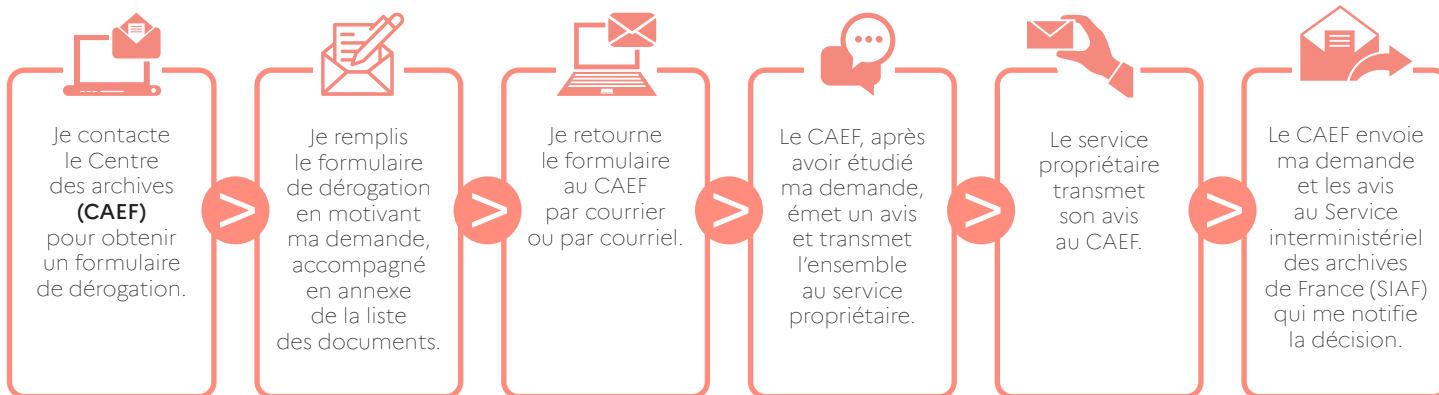 Je contacte
le Centre
des archives
(CAEF)
pour obtenir
un formulaire
de dérogation.
>
Je remplis
le formulaire
de dérogation
en motivant
ma demande,
accompagné
en annexe
de la liste
des documents.
>
Je retourne
le formulaire
au CAEF
par courrier
ou par courriel.
>
Le CAEF, après
avoir étudié
ma demande,
émet un avis
et transmet
l'ensemble
au service
propriétaire.
>
Le service
propriétaire
transmet
son avis
au CAEF.
>
Le CAEF envoie
ma demande
et les avis
au Service
interministériel
des archives
de France (SIAF)
qui me notifie
la décision.